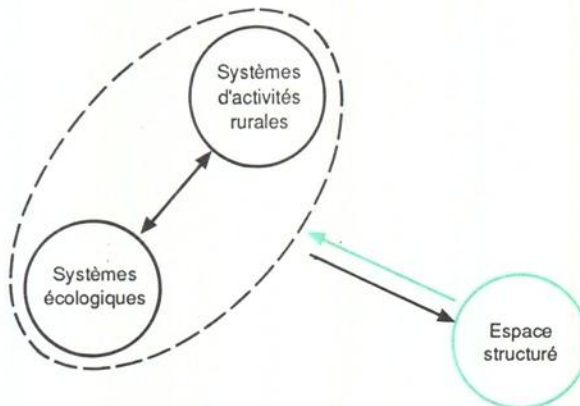 Systèmes
d'activités
rurales
Systèmes
écologiques
Espace
structuré